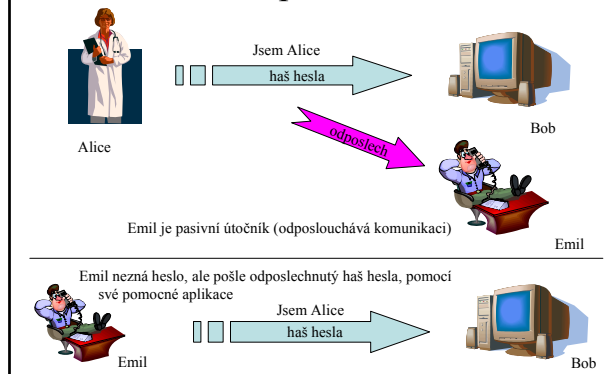 Jsem Alice
haš hesla
Bob
Alice
odposlech
Emil je pasivní útočník (odposlouchává komunikaci)
Emil
Emil nezná heslo, ale pošle odposlechnutý haš hesla, pomocí
své pomocné aplikace
Jsem Alice
haš hesla
Emil
Bob